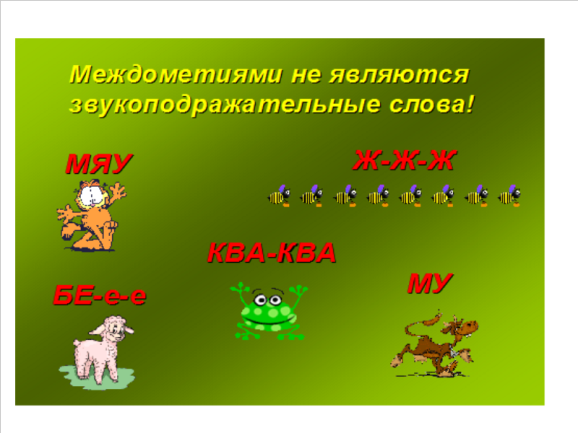 Междометиями не являются
звукоподражательные слова!
МЯУ
Ж-Ж-Ж
КВА-КВА
БЕ-е-е
МУ